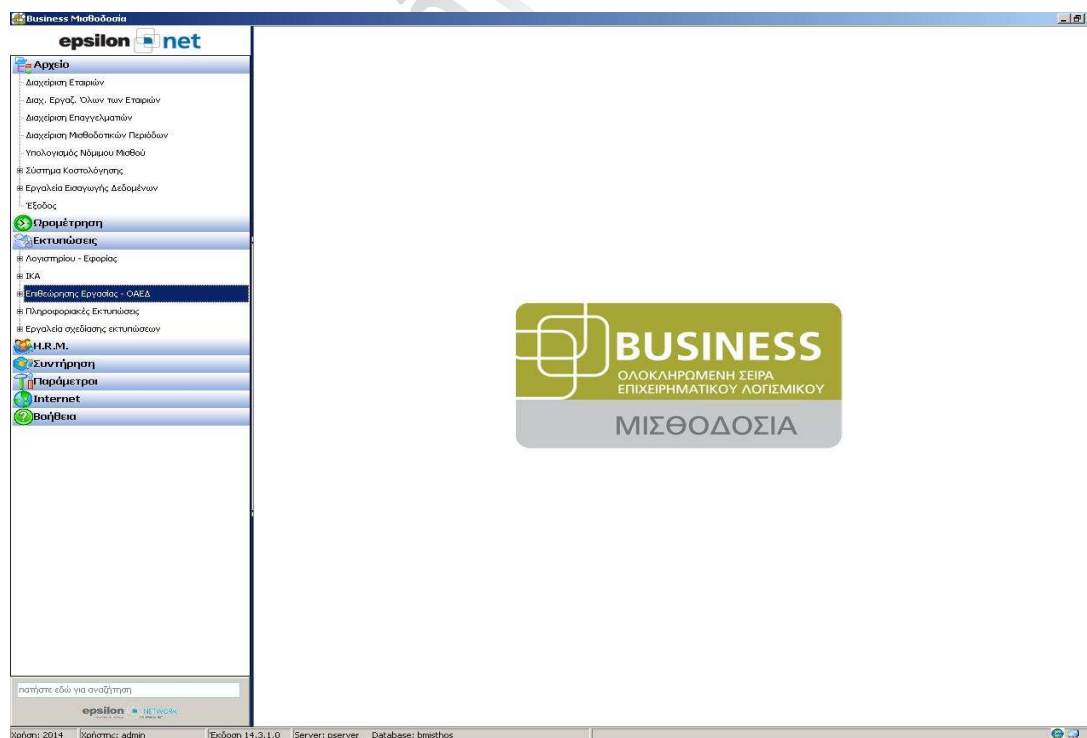 Business Μισθοδοσία
epsilon net
Αρχείο
Διαχείριση Εταιριών
Διαχ. Εργαζ. Όλων των Εταιριών
Διαχείριση Επαγγελματιών
Διαχείριση Μισθοδοτικών Περιόδων
Υπολογισμός Νόμιμου Μισθού
Σύστημα Κοστολόγησης
Εργαλεία Εισαγωγής Δεδομένων
Έξοδος
Ωρομέτρηση
Εκτυπώσεις
Λογιστηρίου - Εφορίας
ΙΚΑ
Επιθεώρησης Εργασίας - ΟΑΕΔ
Πληροφοριακές Εκτυπώσεις
Εργαλεία σχεδίασης εκτυπώσεων
H.R.M.
Συντήρηση
Παράμετροι
Internet
Βοήθεια
BUSINESS
ΟΛΟΚΛΗΡΩΜΕΝΗ ΣΕΙΡΑ
ΕΠΙΧΕΙΡΗΜΑΤΙΚΟΥ ΛΟΓΙΣΜΙΚΟΥ
ΜΙΣΘΟΔΟΣΙΑ
πατήστε εδώ για αναζήτηση
epsilon NETWORK
Χρήση: 2014 Χρήστης: admin Έκδοση 14.3.1.0 Server: pserver Database: bmisthos